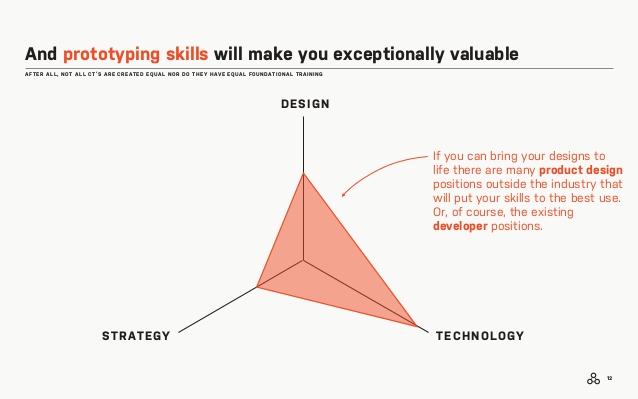 And prototyping skills will make you exceptionally valuable
AFTER ALL, NOT ALL CT'S ARE CREATED EQUAL NOR DO THEY HAVE EQUAL FOUNDATIONAL TRAINING
DESIGN
If you can bring your designs to
life there are many product design
positions outside the industry that
will put your skills to the best use.
Or, of course, the existing
developer positions.
STRATEGY
TECHNOLOGY
12